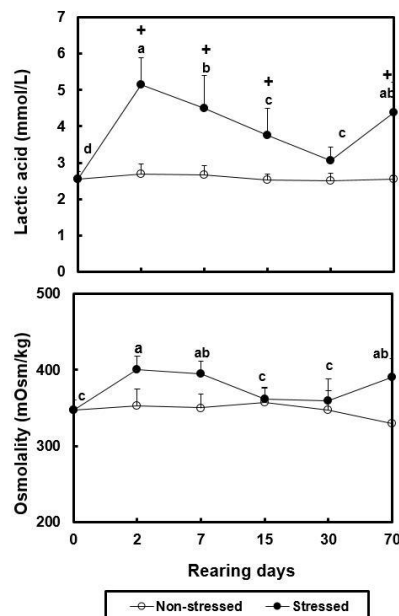 Lactic acid (mmol/L)
7
6
5
4
3
2
1
0
+
a
+
b
+
c
c
+
ab
d
Osmolality (mOsm/kg)
500
400
300
200
c
a
ab
c
c
ab
0 2 7 15 30 70
Rearing days
Non-stressed Stressed